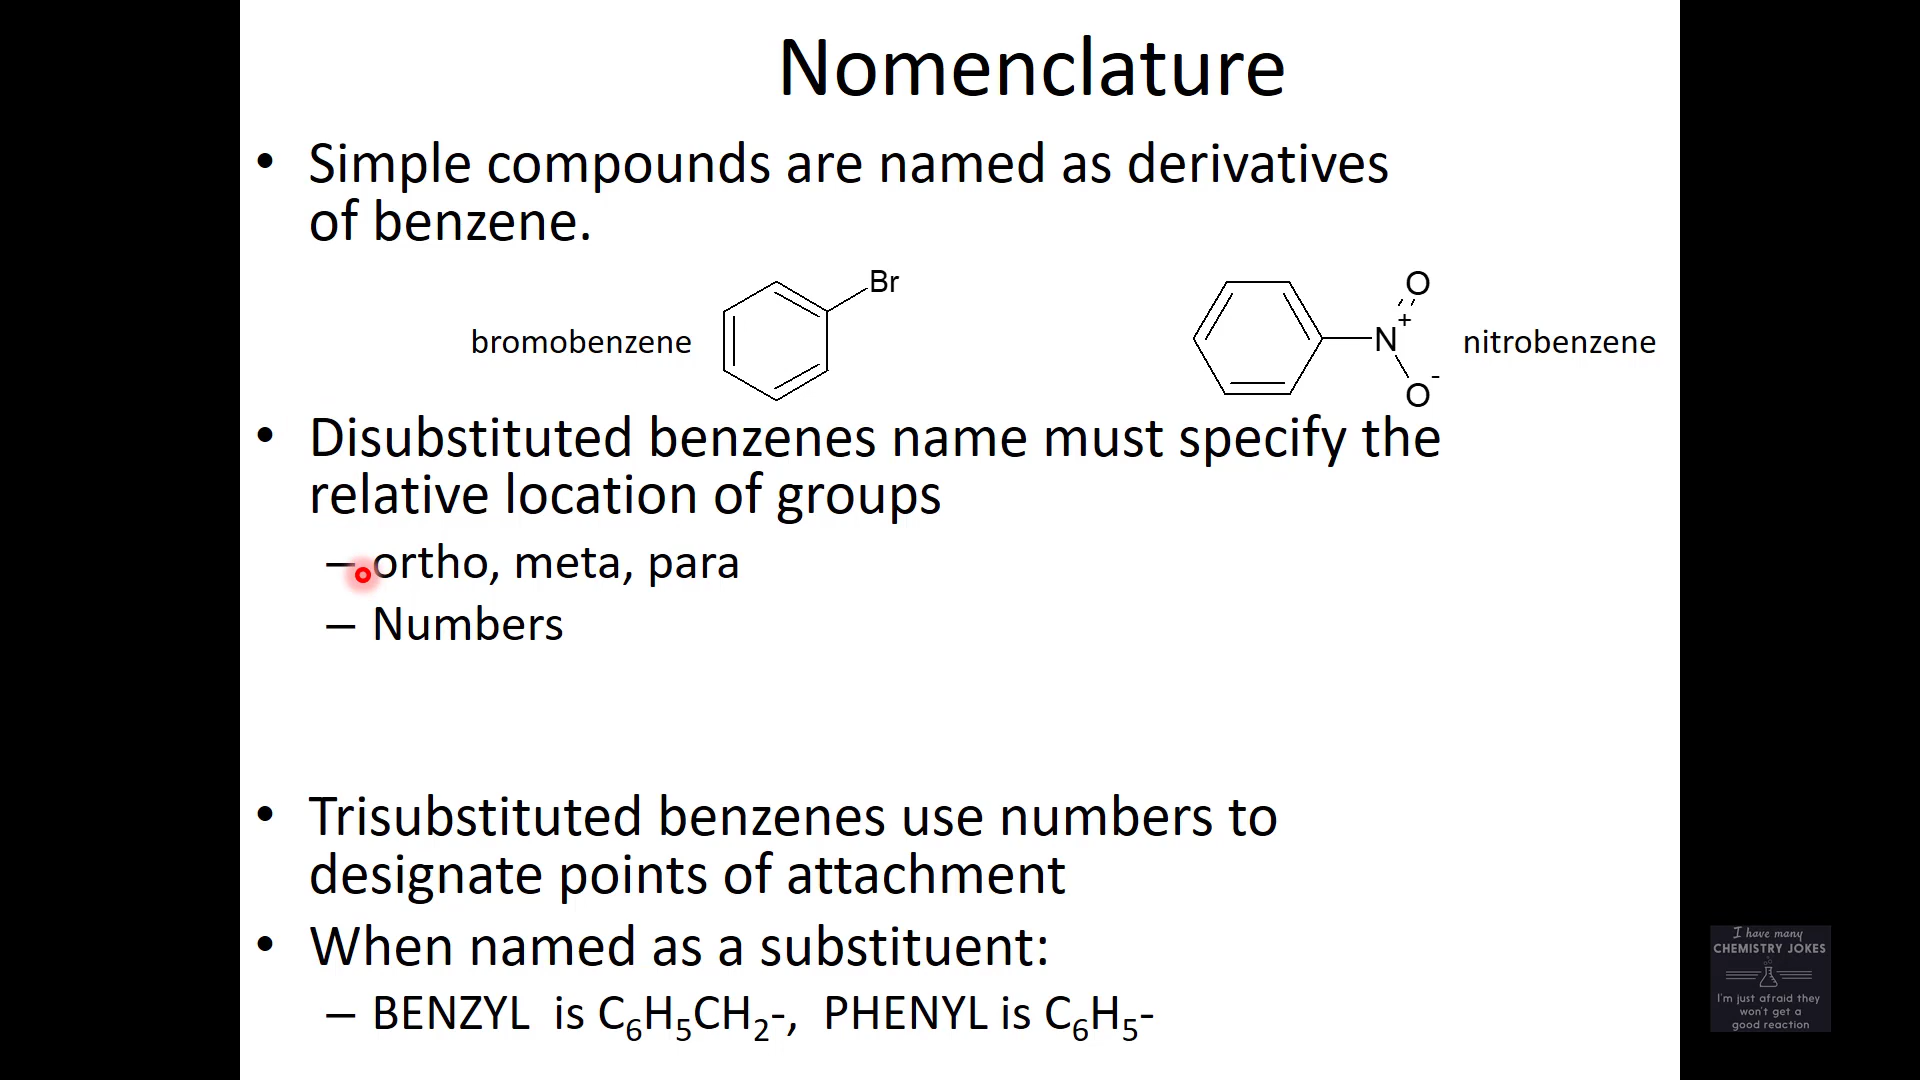 Nomenclature
• Simple compounds are named as derivatives
of benzene.
bromobenzene
Br
O
N+
O-
nitrobenzene
• Disubstituted benzenes name must specify the
relative location of groups
– ortho, meta, para
– Numbers
• Trisubstituted benzenes use numbers to
designate points of attachment
• When named as a substituent:
– BENZYL is C6H5CH2-, PHENYL is C6H5-
I have many
CHEMISTRY JOKES
I'm just afraid they
won't get a
good reaction